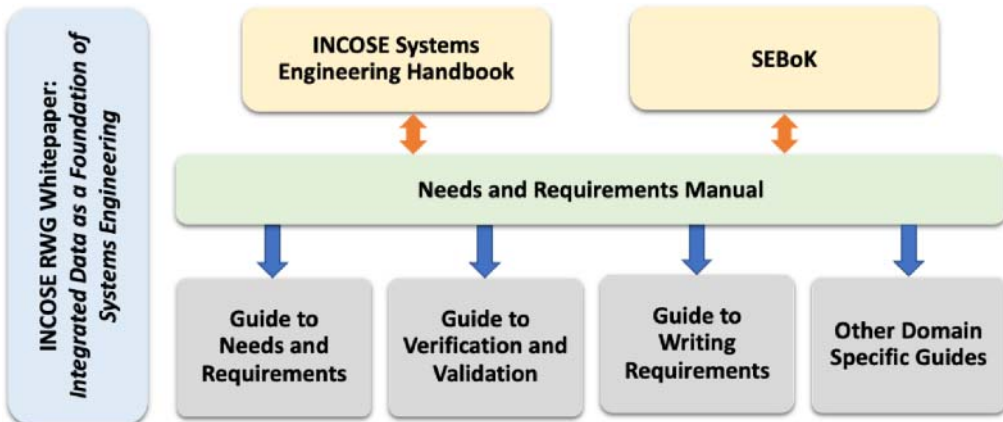 INCOSE RWG Whitepaper:
Integrated Data as a Foundation of
Systems Engineering
INCOSE Systems
Engineering Handbook
SEBoK
Needs and Requirements Manual
Guide to
Needs and
Requirements
Guide to
Verification and
Validation
Guide to
Writing
Requirements
Other Domain
Specific Guides